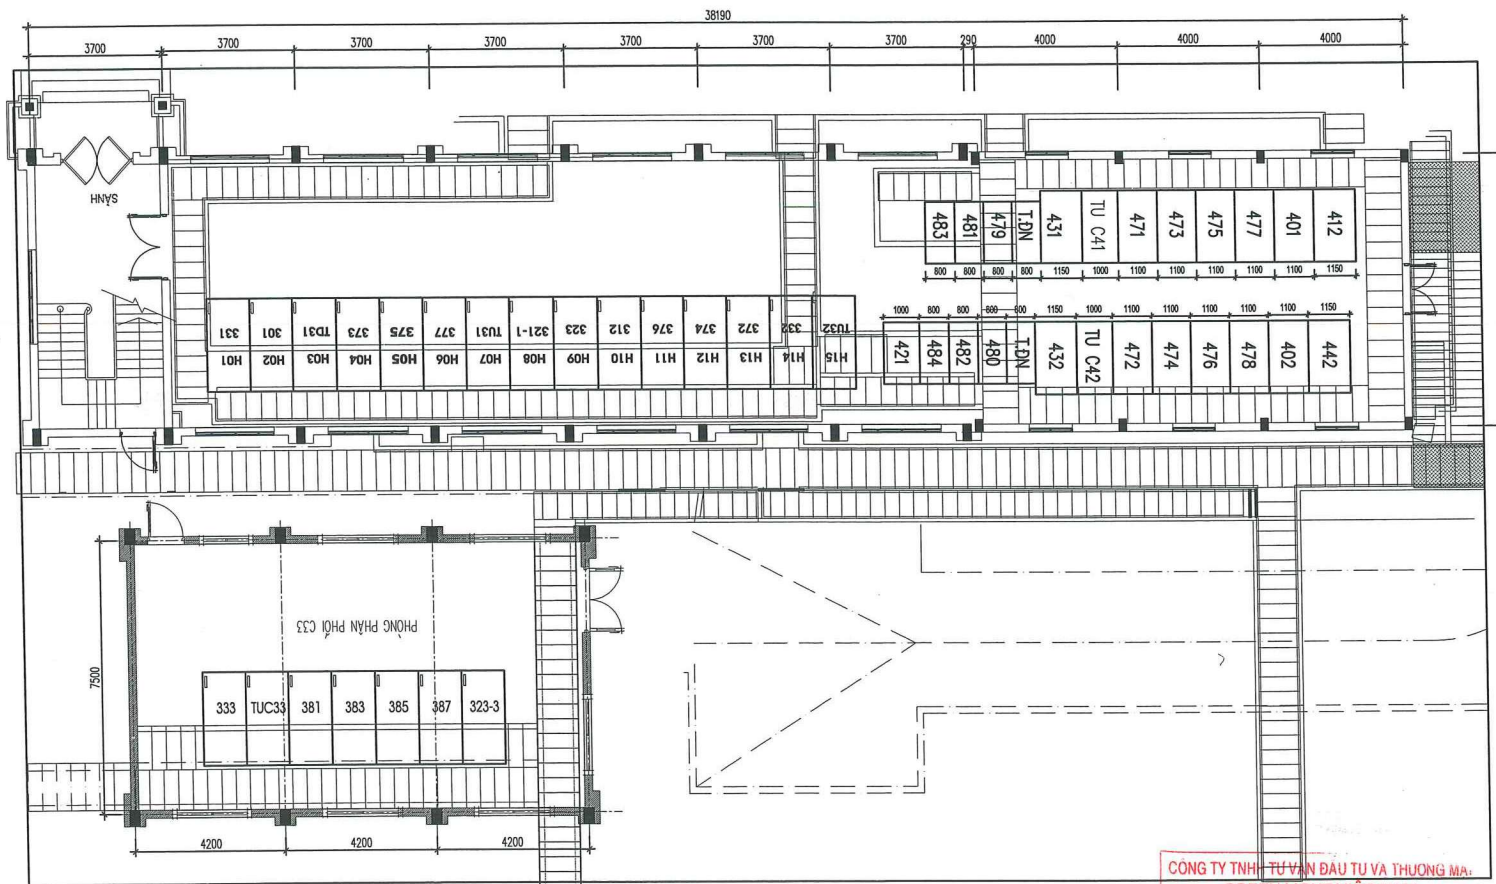 38190
3700 3700 3700 3700 3700 3700 3700 290 4000 4000 4000
SẢNH
483 481 479 T.ĐN 431 TU C41 471 473 475 477 401 412
800 800 800 800 1150 1000 1100 1100 1100 1100 1100 1150
1000 800 800 600 600 1150 1000 1100 1100 1100 1100 1100 1150
331 301 TD31 373 375 377 TU31 321-1 323 312 376 374 372 332 TU32
H01 H02 H03 H04 H05 H06 H07 H08 H09 H10 H11 H12 H13 H14 H15
421 484 482 480 T.ĐN 432 TU C42 472 474 476 478 402 442
PHÒNG PHÂN PHỐI C33
7500
333 TUC33 381 383 385 387 323-3
4200 4200 4200
CÔNG TY TNHH TƯ VẤN ĐẦU TƯ VÀ THƯƠNG MẠI